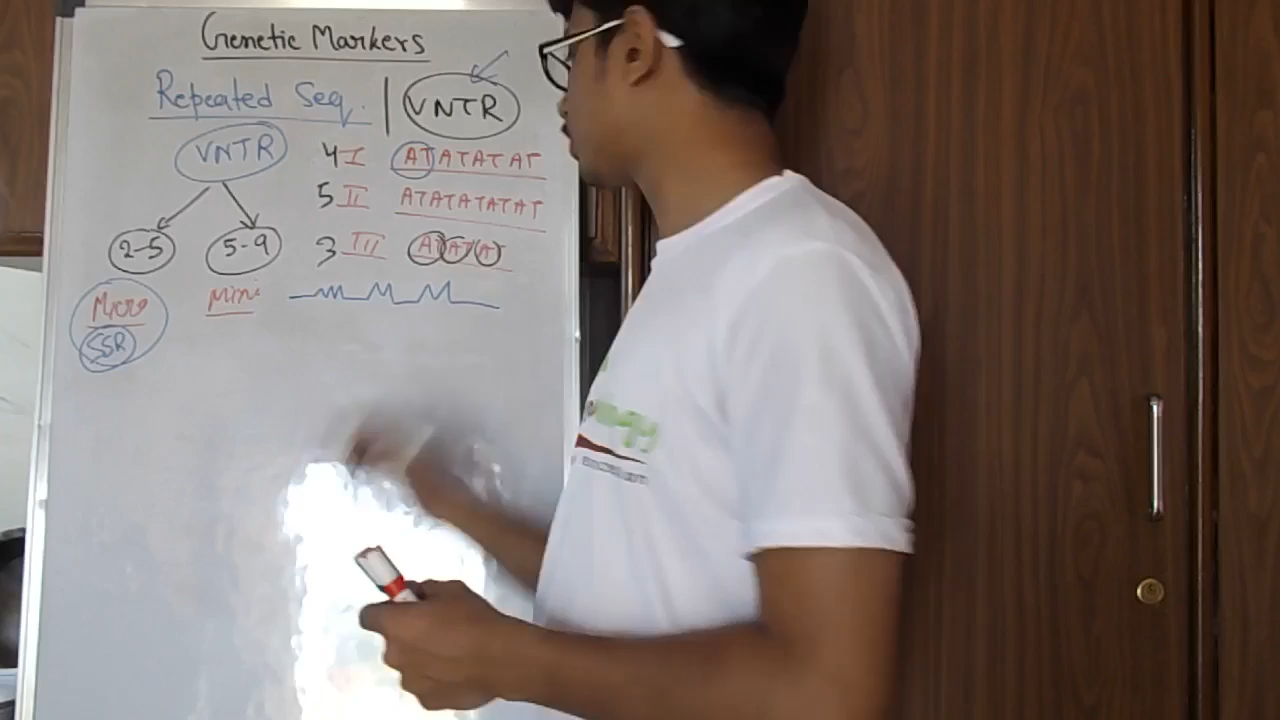 Genetic Markers
Repeated Seq. | VNTR
VNTR
4 I ATATATAT
5 II ATATATATAT
3 III ATATAT
2-5 5-9
Micro Mini
SSR